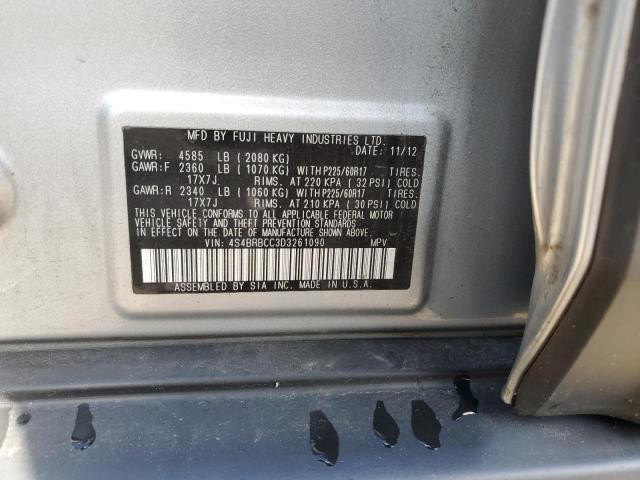 MFD BY FUJI HEAVY INDUSTRIES LTD.
DATE: 11/12
GVWR: 4585 LB (2080 KG)
GAWR:F 2360 LB (1070 KG) WITH P225/60R17 TIRES.
17X7J RIMS. AT 220 KPA (32 PSI) COLD
GAWR:R 2340 LB (1060 KG) WITH P225/60R17 TIRES.
17X7J RIMS. AT 210 KPA (30 PSI) COLD
THIS VEHICLE CONFORMS TO ALL APPLICABLE FEDERAL MOTOR
VEHICLE SAFETY AND THEFT PREVENTION STANDARDS
IN EFFECT ON THE DATE OF MANUFACTURE SHOWN ABOVE.
VIN: 4S4BRBCC3D3261090 MPV
ASSEMBLED BY SIA INC. MADE IN U.S.A.